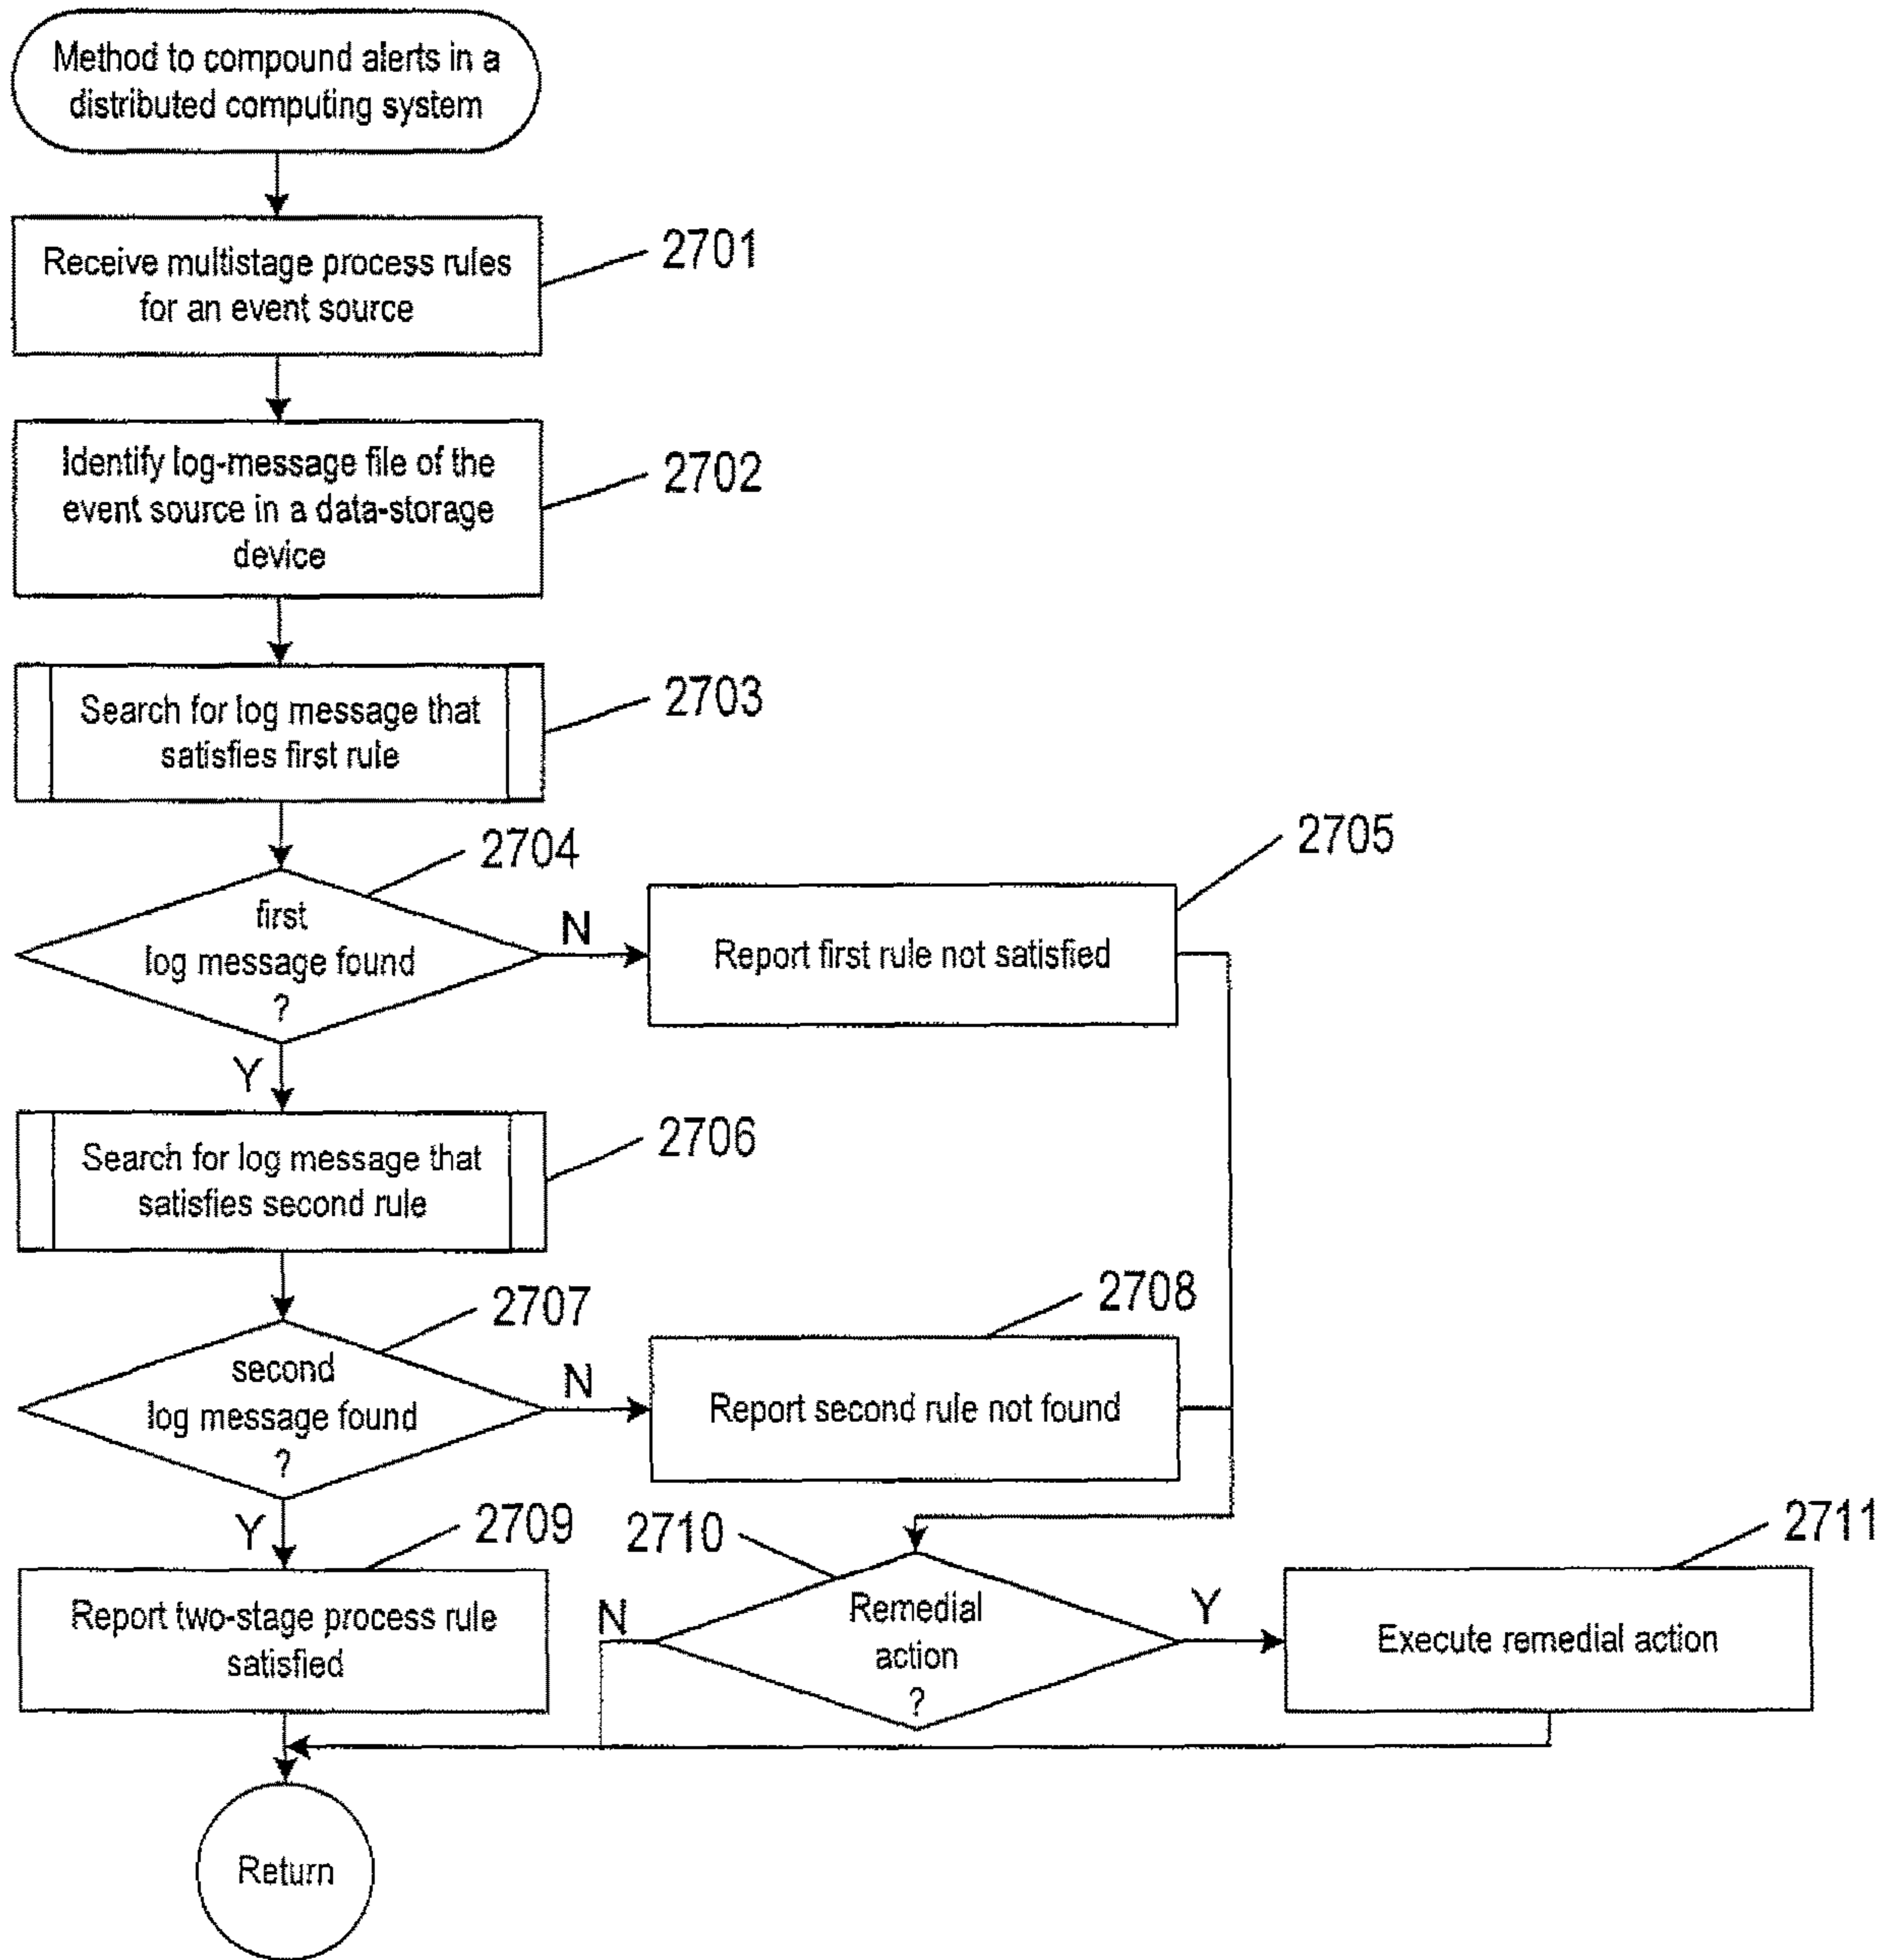 Method to compound alerts in a
distributed computing system
Receive multistage process rules
for an event source
2701
Identify log-message file of the
event source in a data-storage
device
2702
Search for log message that
satisfies first rule
2703
2704
first
log message found
?
N
Y
2705
Report first rule not satisfied
Search for log message that
satisfies second rule
2706
2707
second
log message found
?
N
Y
2708
Report second rule not found
2709
Report two-stage process rule
satisfied
2710
Remedial
action
?
N
Y
2711
Execute remedial action
Return